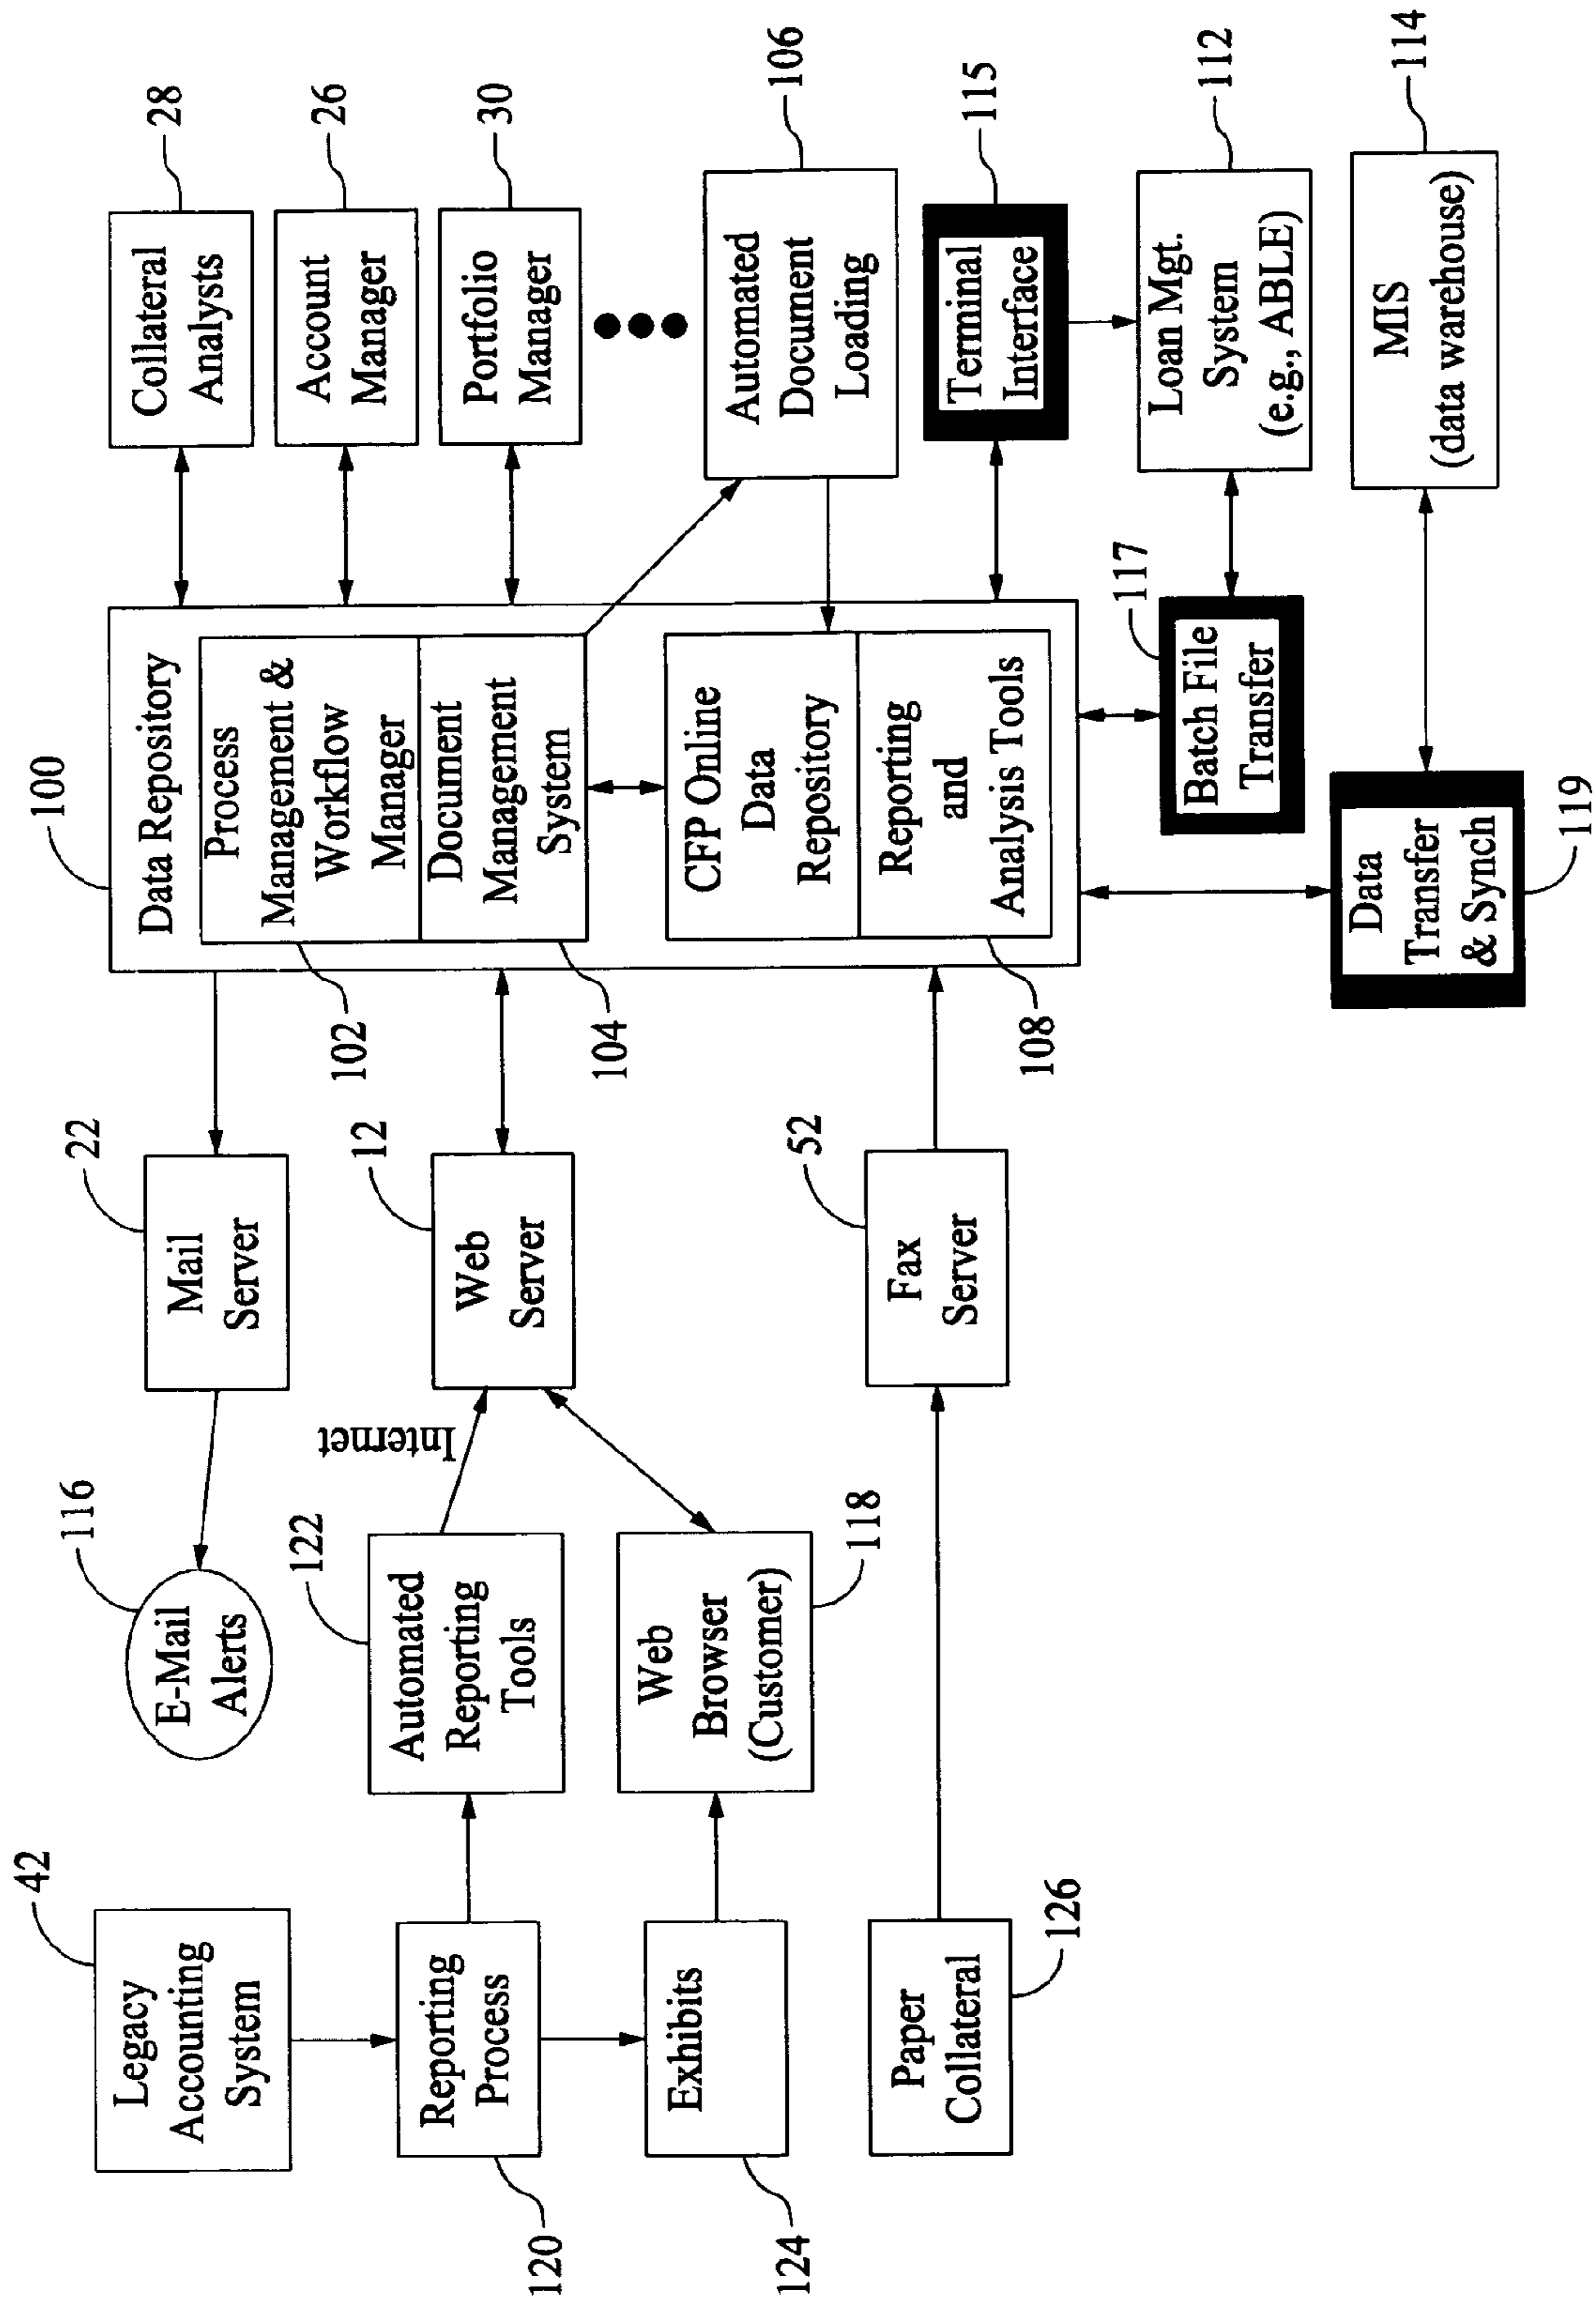 Legacy
Accounting
System
42
Reporting
Process
120
Exhibits
124
Paper
Collateral
126
E-Mail
Alerts
116
Automated
Reporting
Tools
122
Web
Browser
(Customer)
118
Internet
Mail
Server
22
Web
Server
12
Fax
Server
52
100
Data Repository
Process
Management &
Workflow
Manager
102
Document
Management
System
104
CFP Online
Data
Repository
Reporting
and
Analysis Tools
108
Collateral
Analysts
28
Account
Manager
26
Portfolio
Manager
30
Automated
Document
Loading
106
Terminal
Interface
115
Loan Mgt.
System
(e.g., ABLE)
112
Batch File
Transfer
117
MIS
(data warehouse)
114
Data
Transfer
& Synch
119